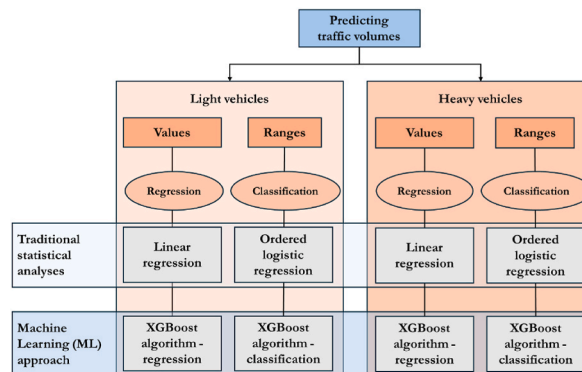 Predicting
traffic volumes
Light vehicles
Heavy vehicles
Values
Ranges
Values
Ranges
Regression
Classification
Regression
Classification
Traditional
statistical
analyses
Linear
regression
Ordered
logistic
regression
Linear
regression
Ordered
logistic
regression
Machine
Learning (ML)
approach
XGBoost
algorithm -
regression
XGBoost
algorithm -
classification
XGBoost
algorithm -
regression
XGBoost
algorithm -
classification